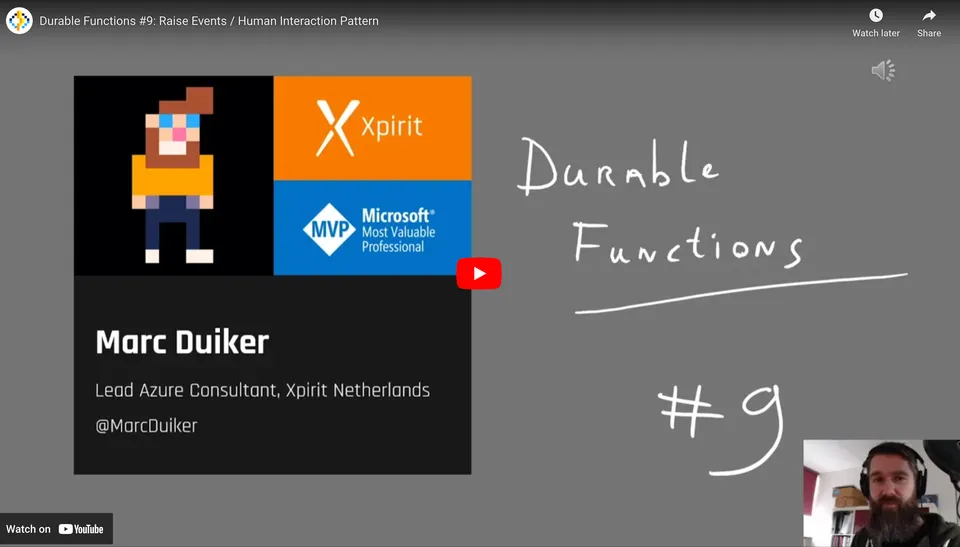 Durable Functions #9: Raise Events / Human Interaction Pattern
Watch later
Share
Xpirit
MVP
Microsoft®
Most Valuable
Professional
Marc Duiker
Lead Azure Consultant, Xpirit Netherlands
@MarcDuiker
Durable
Functions
#9
Watch on YouTube